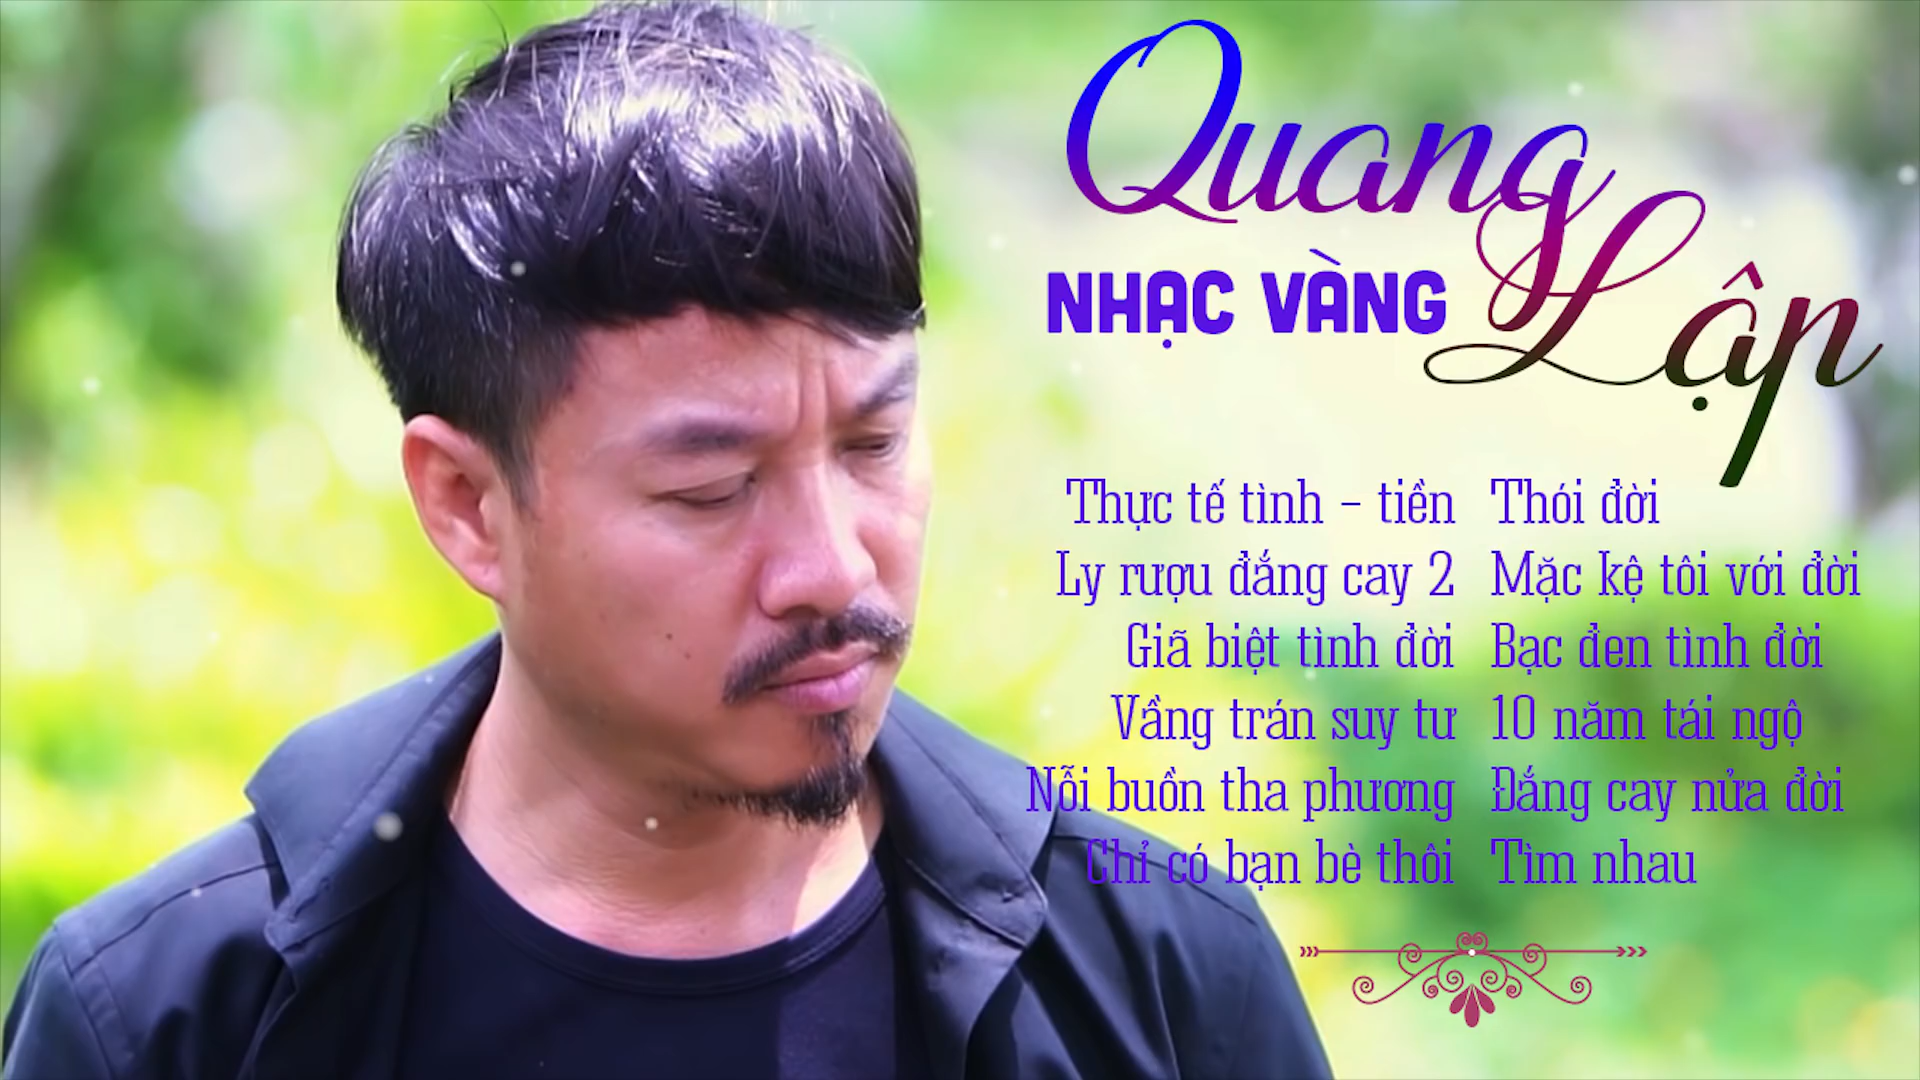 Quang
Lập
NHẠC VÀNG
Thực tế tình - tiền
Ly rượu đắng cay 2
Giã biệt tình đời
Vầng trán suy tư
Nỗi buồn tha phương
Chỉ có bạn bè thôi
Thói đời
Mặc kệ tôi với đời
Bạc đen tình đời
10 năm tái ngộ
Đắng cay nửa đời
Tìm nhau